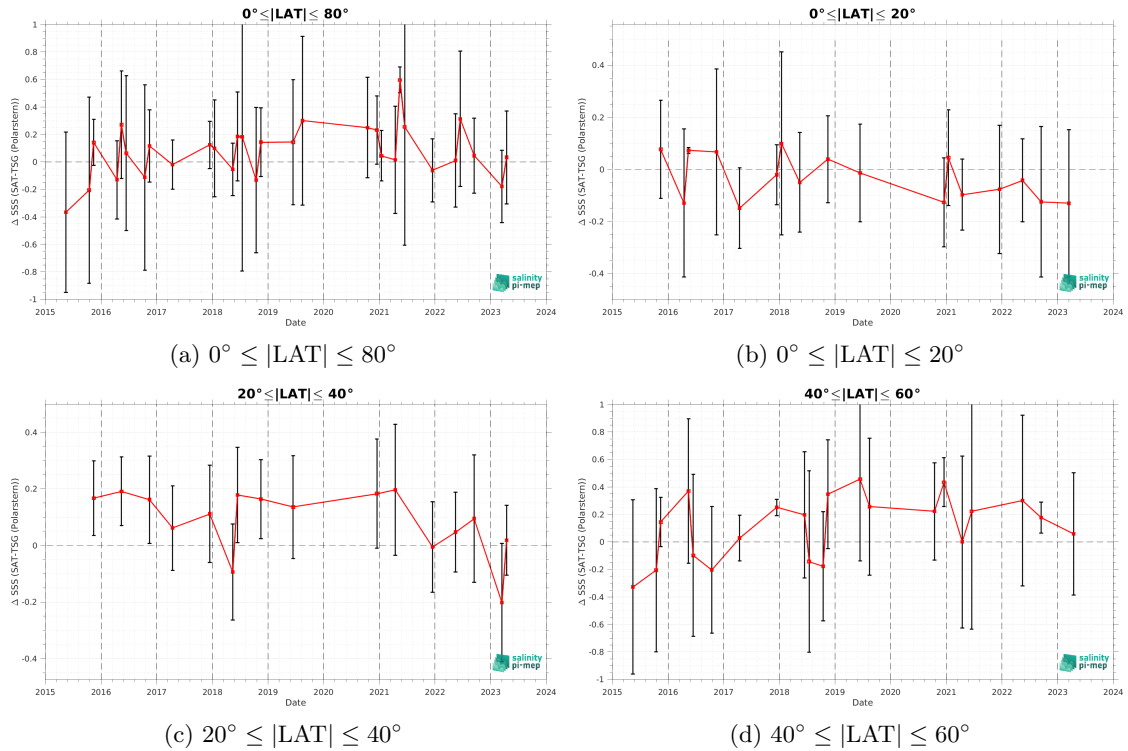 0°≤|LAT|≤ 80°
Δ SSS (SAT-TSG (Polarstern))
1
0.8
0.6
0.4
0.2
0
-0.2
-0.4
-0.6
-0.8
-1
salinity
pi-mep
2015 2016 2017 2018 2019 2020 2021 2022 2023 2024
Date
(a) 0° ≤ |LAT| ≤ 80°
0°≤|LAT|≤ 20°
Δ SSS (SAT-TSG (Polarstern))
0.4
0.2
0
-0.2
-0.4
salinity
pi-mep
2015 2016 2017 2018 2019 2020 2021 2022 2023 2024
Date
(b) 0° ≤ |LAT| ≤ 20°
20°≤|LAT|≤ 40°
Δ SSS (SAT-TSG (Polarstern))
0.4
0.2
0
-0.2
-0.4
salinity
pi-mep
2015 2016 2017 2018 2019 2020 2021 2022 2023 2024
Date
(c) 20° ≤ |LAT| ≤ 40°
40°≤|LAT|≤ 60°
Δ SSS (SAT-TSG (Polarstern))
1
0.8
0.6
0.4
0.2
0
-0.2
-0.4
-0.6
-0.8
-1
salinity
pi-mep
2015 2016 2017 2018 2019 2020 2021 2022 2023 2024
Date
(d) 40° ≤ |LAT| ≤ 60°